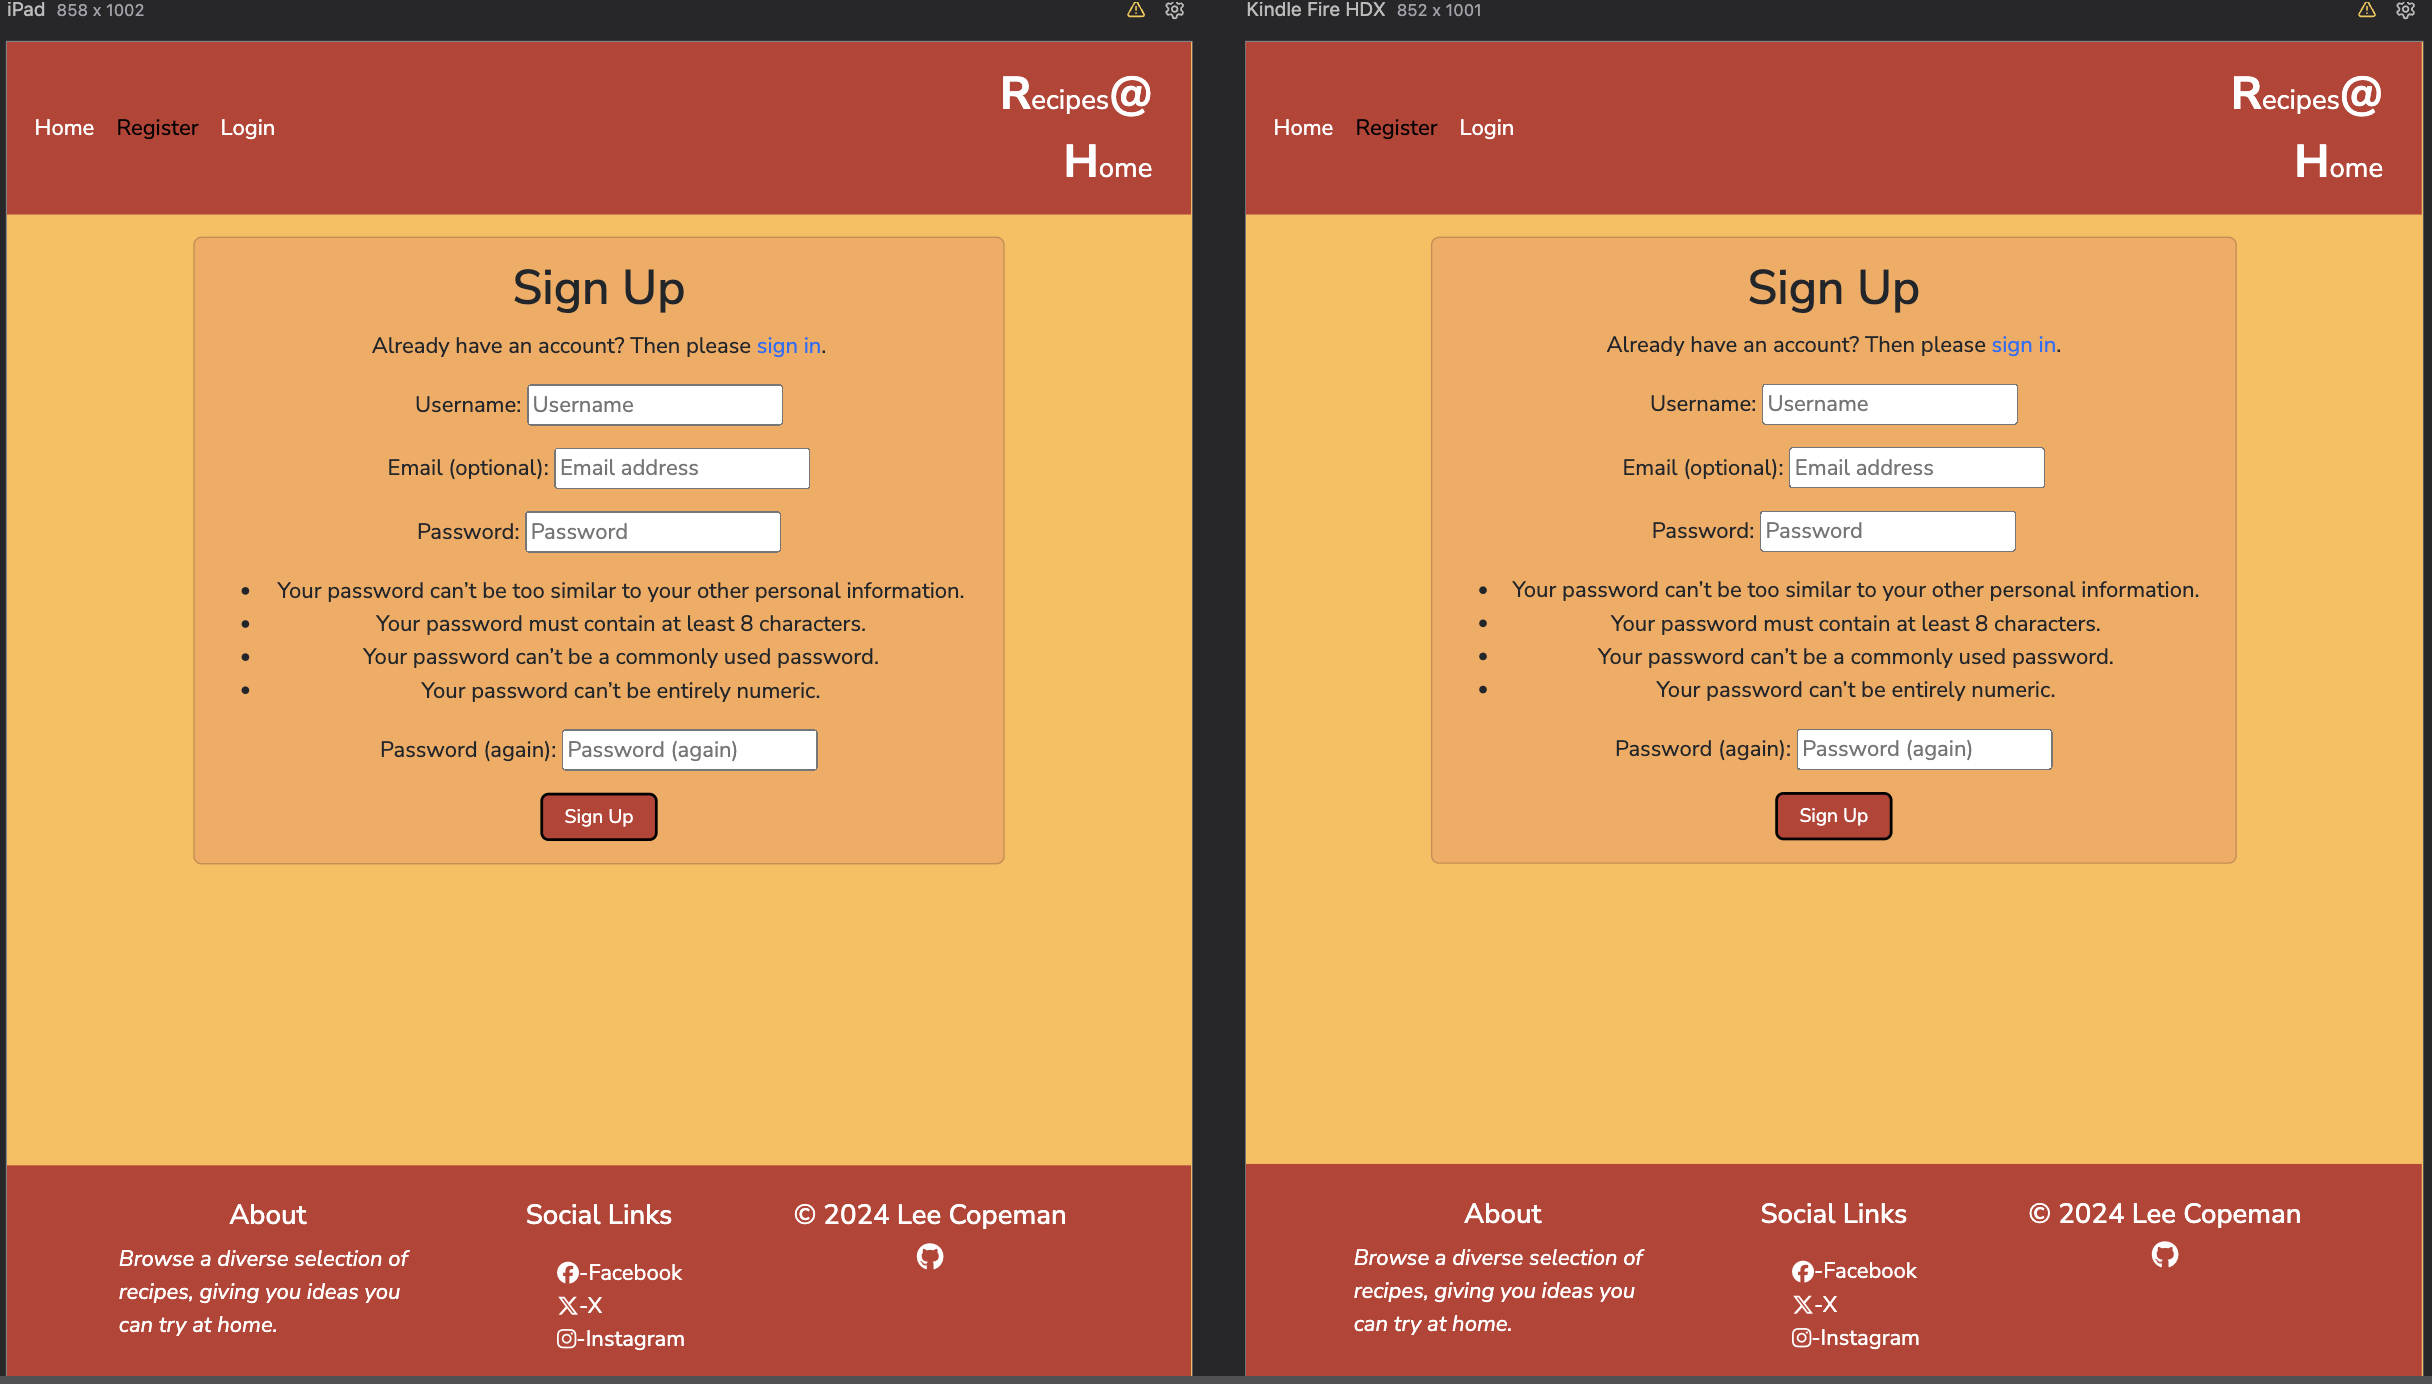 iPad 858 x 1002
Home Register Login
Recipes@
Home
Sign Up
Already have an account? Then please sign in.
Username: Username
Email (optional): Email address
Password: Password
• Your password can’t be too similar to your other personal information.
• Your password must contain at least 8 characters.
• Your password can’t be a commonly used password.
• Your password can’t be entirely numeric.
Password (again): Password (again)
Sign Up
About
Browse a diverse selection of
recipes, giving you ideas you
can try at home.
Social Links
-Facebook
-X
-Instagram
© 2024 Lee Copeman
Kindle Fire HDX 852 x 1001
Home Register Login
Recipes@
Home
Sign Up
Already have an account? Then please sign in.
Username: Username
Email (optional): Email address
Password: Password
• Your password can’t be too similar to your other personal information.
• Your password must contain at least 8 characters.
• Your password can’t be a commonly used password.
• Your password can’t be entirely numeric.
Password (again): Password (again)
Sign Up
About
Browse a diverse selection of
recipes, giving you ideas you
can try at home.
Social Links
-Facebook
-X
-Instagram
© 2024 Lee Copeman